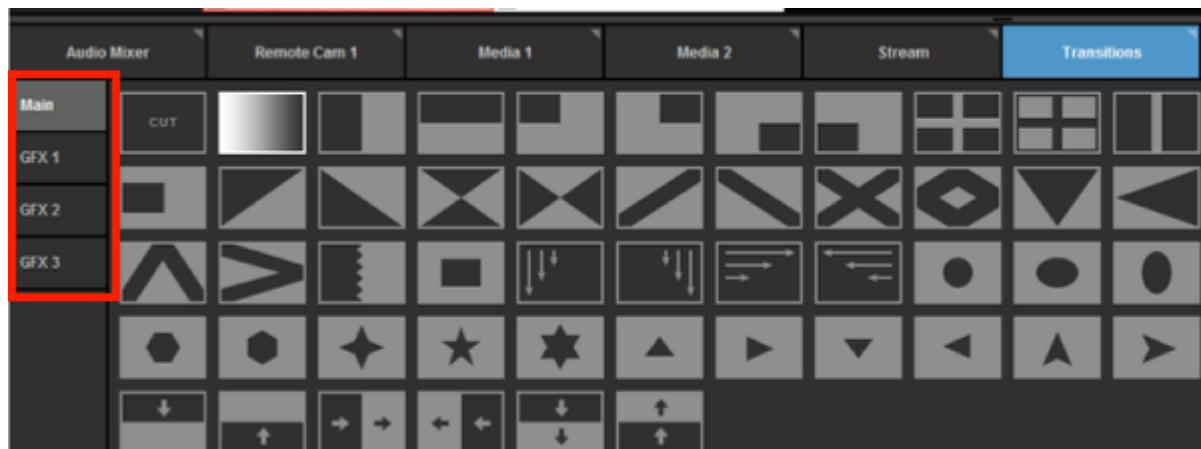 Audio Mixer
Remote Cam 1
Media 1
Media 2
Stream
Transitions
Main
CUT
GFX 1
GFX 2
GFX 3